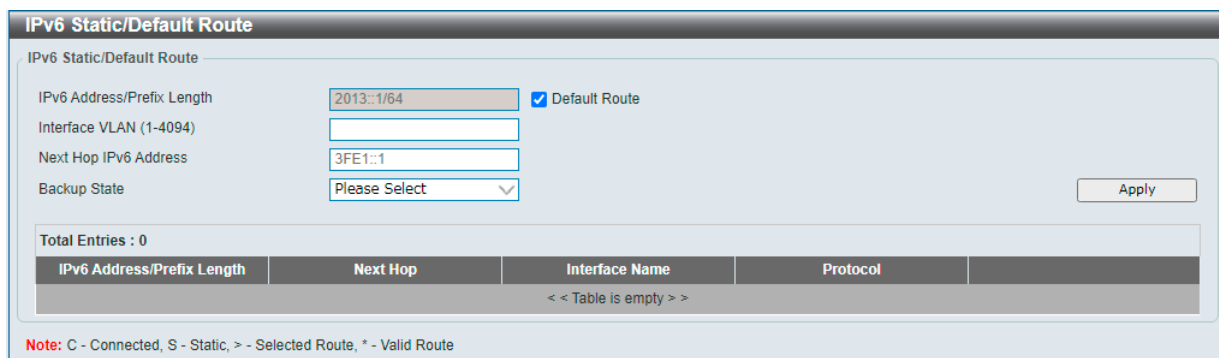 IPv6 Static/Default Route
IPv6 Static/Default Route
IPv6 Address/Prefix Length 2013::1/64 Default Route
Interface VLAN (1-4094)
Next Hop IPv6 Address 3FE1::1
Backup State Please Select Apply
Total Entries : 0
IPv6 Address/Prefix Length Next Hop Interface Name Protocol
< < Table is empty > >
Note: C - Connected, S - Static, > - Selected Route, * - Valid Route